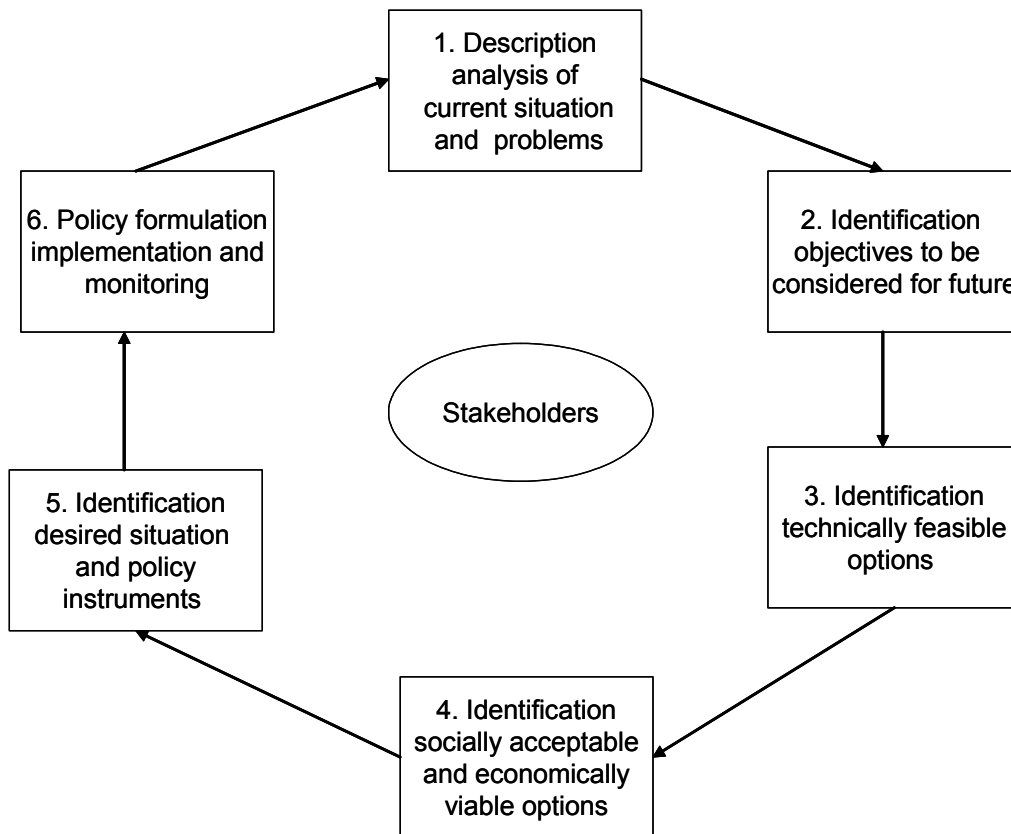 1. Description
analysis of
current situation
and problems
2. Identification
objectives to be
considered for future
3. Identification
technically feasible
options
4. Identification
socially acceptable
and economically
viable options
5. Identification
desired situation
and policy
instruments
6. Policy formulation
implementation and
monitoring
Stakeholders